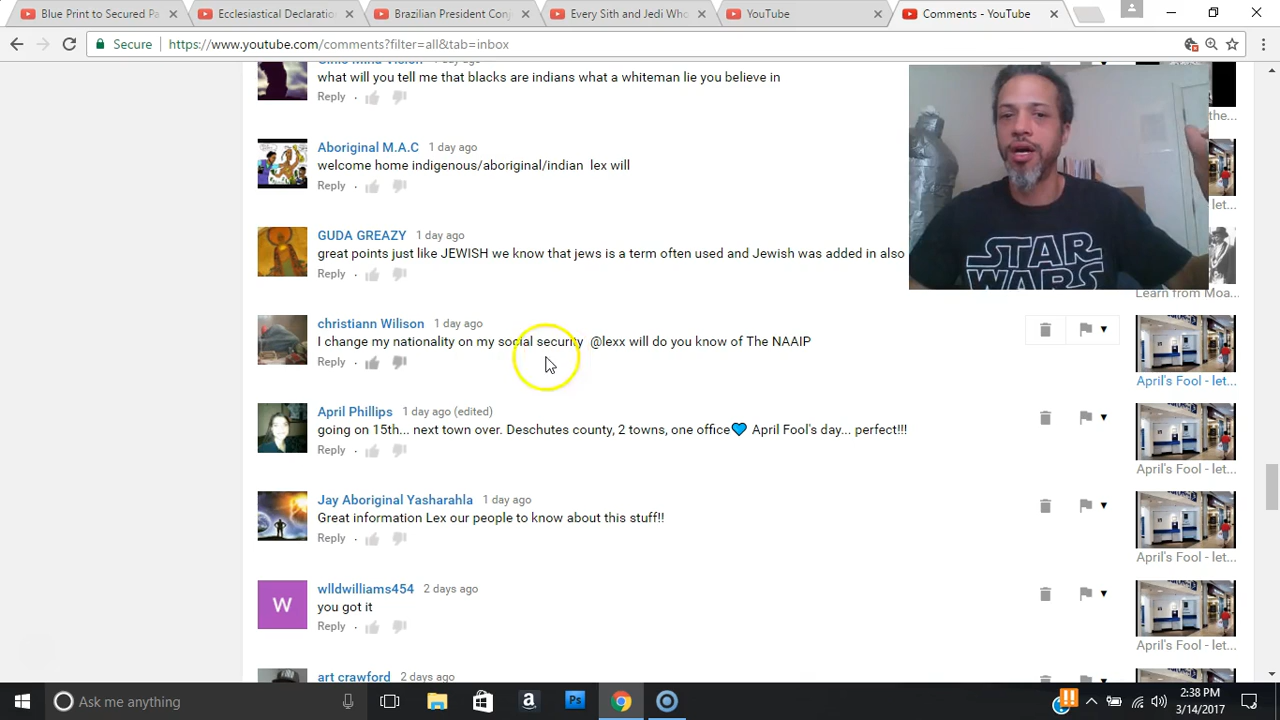 Blue Print to Secured Pa
Ecclesiastical Declaratio
Brazilian President Conj
Every Sith and Jedi Who
YouTube
Comments - YouTube
Secure
https://www.youtube.com/comments?filter=all&tab=inbox
1 day ago
what will you tell me that blacks are indians what a whiteman lie you believe in
Reply
the...
Aboriginal M.A.C 1 day ago
welcome home indigenous/aboriginal/indian lex will
Reply
let...
GUDA GREAZY 1 day ago
great points just like JEWISH we know that jews is a term often used and Jewish was added in also
Reply
STAR
WARS
Learn from Moa...
christiann Wilison 1 day ago
I change my nationality on my social security @lexx will do you know of The NAAIP
Reply
April's Fool - let...
April Phillips 1 day ago (edited)
going on 15th... next town over. Deschutes county, 2 towns, one office💙 April Fool's day... perfect!!!
Reply
April's Fool - let...
Jay Aboriginal Yasharahla 1 day ago
Great information Lex our people to know about this stuff!!
Reply
April's Fool - let...
W
wlldwilliams454 2 days ago
you got it
Reply
April's Fool - let...
art crawford 2 days ago
Ask me anything
2:38 PM
3/14/2017